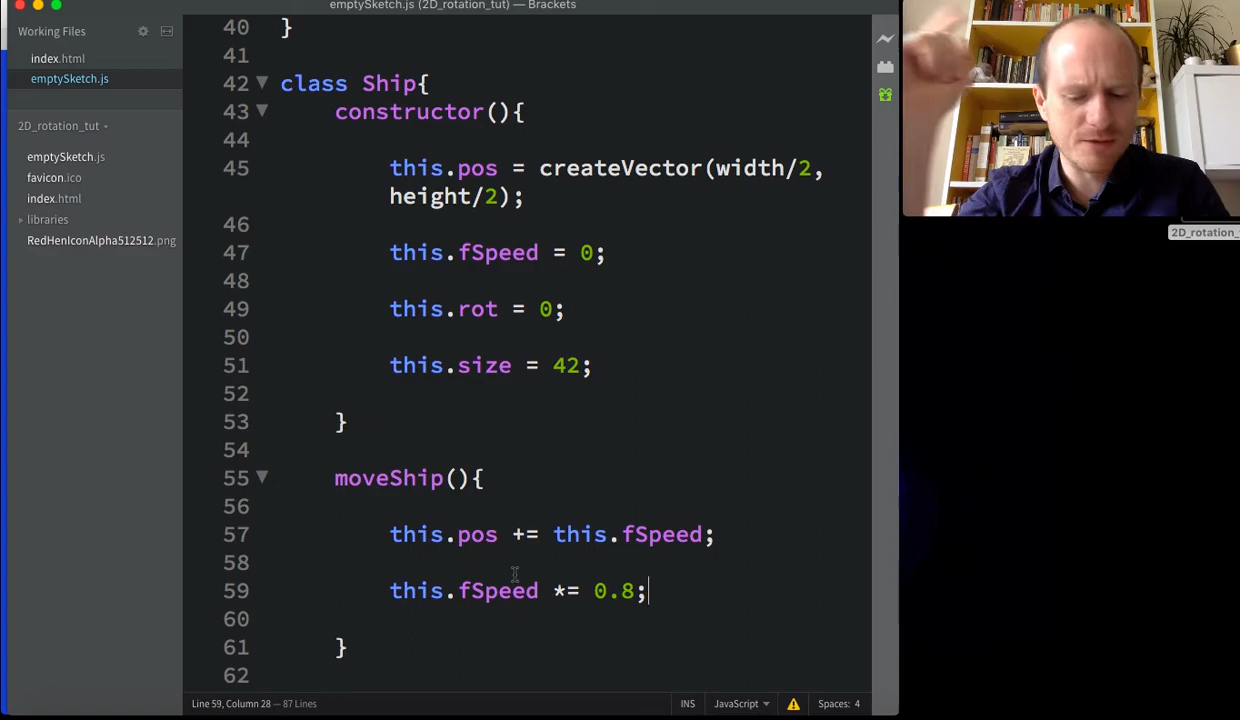 emptySketch.js (2D_rotation_tut) — Brackets
Working Files
index.html
emptySketch.js
2D_rotation_tut
emptySketch.js
favicon.ico
index.html
libraries
RedHenIconAlpha512512.png
40 }
41
42 class Ship{
43 constructor(){
44
45 this.pos = createVector(width/2,
height/2);
46
47 this.fSpeed = 0;
48
49 this.rot = 0;
50
51 this.size = 42;
52
53 }
54
55 moveShip(){
56
57 this.pos += this.fSpeed;
58
59 this.fSpeed *= 0.8;
60
61 }
62
Line 59, Column 28 — 87 Lines
INS
JavaScript
Spaces: 4
2D_rotation_